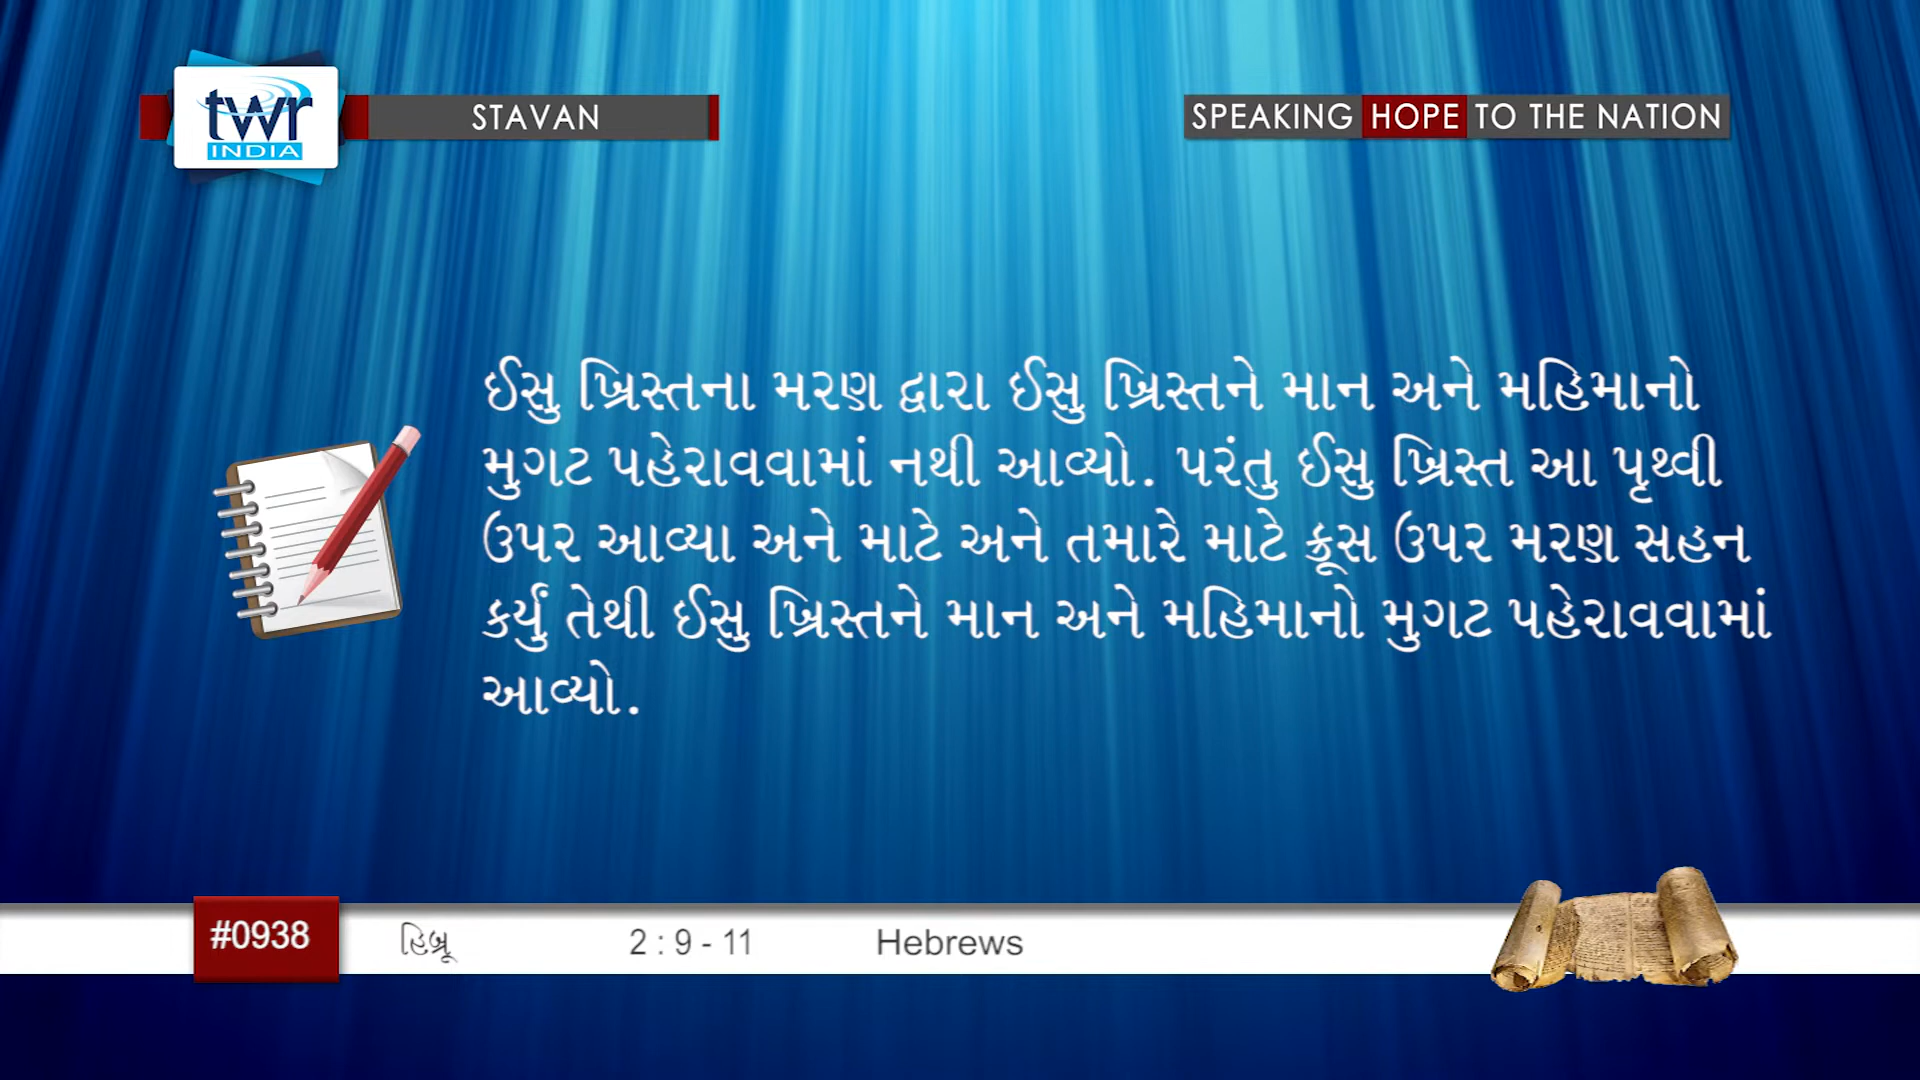 twr
INDIA
STAVAN
SPEAKING HOPE TO THE NATION
ઈસુ ખ્રિસ્તના મરણ દ્વારા ઈસુ ખ્રિસ્તને માન અને મહિમાનો
મુગટ પહેરાવવામાં નથી આવ્યો. પરંતુ ઈસુ ખ્રિસ્ત આ પૃથ્વી
ઉપર આવ્યા અને માટે અને તમારે માટે ક્રૂસ ઉપર મરણ સહન
કર્યું તેથી ઈસુ ખ્રિસ્તને માન અને મહિમાનો મુગટ પહેરાવવામાં
આવ્યો.
#0938 હિબ્રૂ 2 : 9 - 11 Hebrews